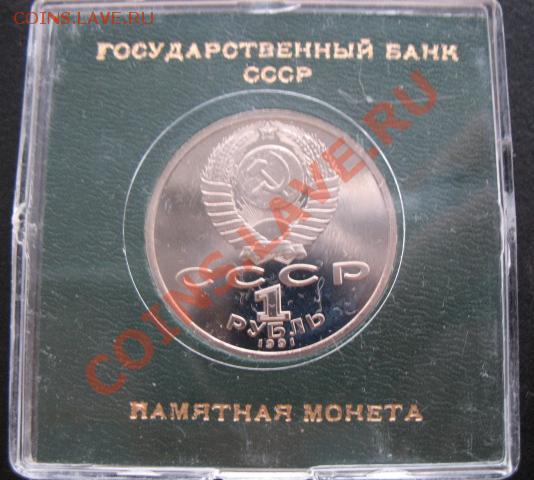 COINS.LAVE.RU
ГОСУДАРСТВЕННЫЙ БАНК
СССР
COINS.LAVE.RU
СССР
1
РУБЛЬ
1991
ПАМЯТНАЯ МОНЕТА